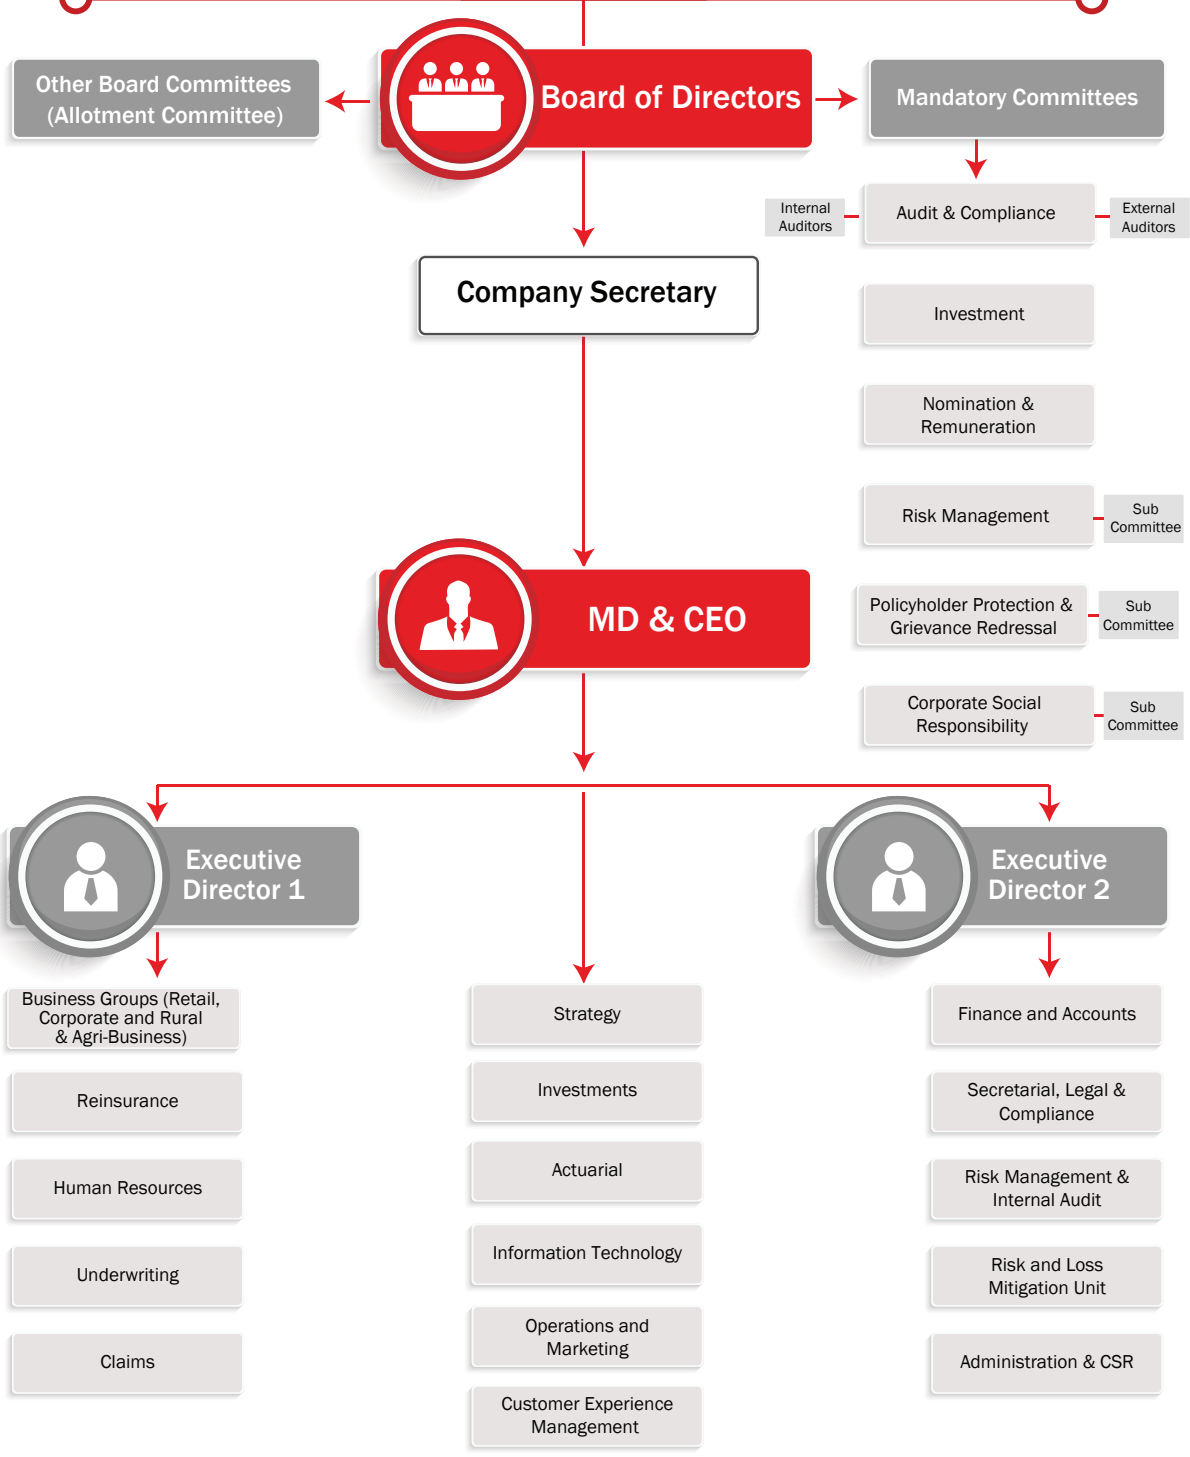 Other Board Committees
(Allotment Committee)
Board of Directors
Mandatory Committees
Internal
Auditors
Audit & Compliance
External
Auditors
Company Secretary
Investment
Nomination &
Remuneration
Risk Management
Sub
Committee
MD & CEO
Policyholder Protection &
Grievance Redressal
Sub
Committee
Corporate Social
Responsibility
Sub
Committee
Executive
Director 1
Executive
Director 2
Business Groups (Retail,
Corporate and Rural
& Agri-Business)
Reinsurance
Human Resources
Underwriting
Claims
Strategy
Investments
Actuarial
Information Technology
Operations and
Marketing
Customer Experience
Management
Finance and Accounts
Secretarial, Legal &
Compliance
Risk Management &
Internal Audit
Risk and Loss
Mitigation Unit
Administration & CSR